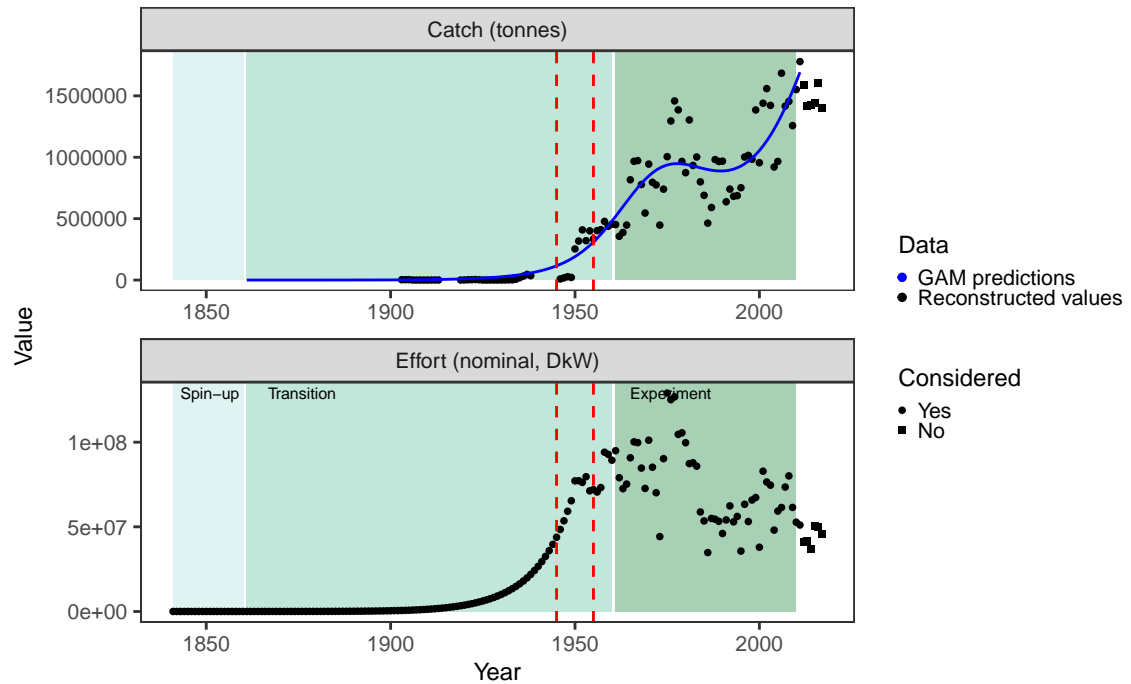 Catch (tonnes)
1500000
1000000
500000
0
1850 1900 1950 2000
Value
Effort (nominal, DkW)
Spin−up Transition Experiment
1e+08
5e+07
0e+00
1850 1900 1950 2000
Year
Data
GAM predictions
Reconstructed values
Considered
Yes
No